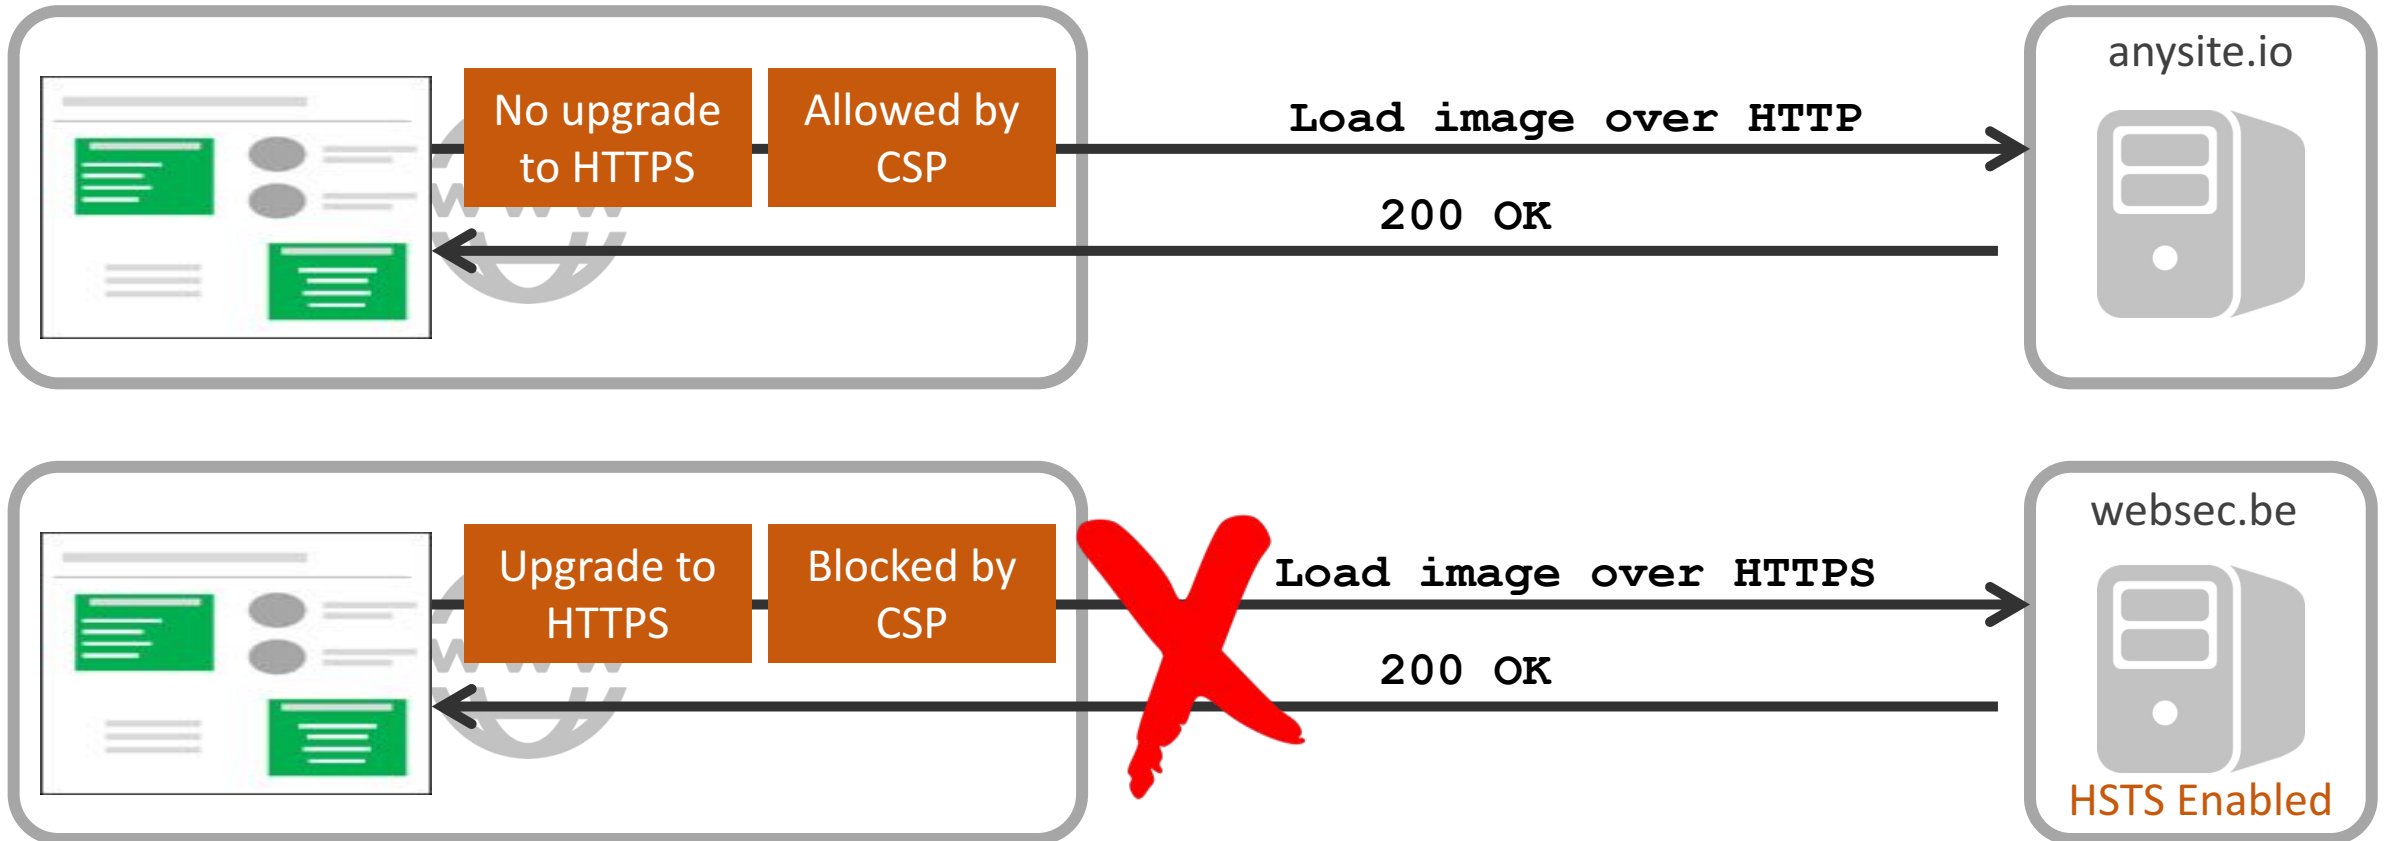 anysite.io
No upgrade
to HTTPS
Allowed by
CSP
Load image over HTTP
200 OK
websec.be
Upgrade to
HTTPS
Blocked by
CSP
Load image over HTTPS
200 OK
HSTS Enabled